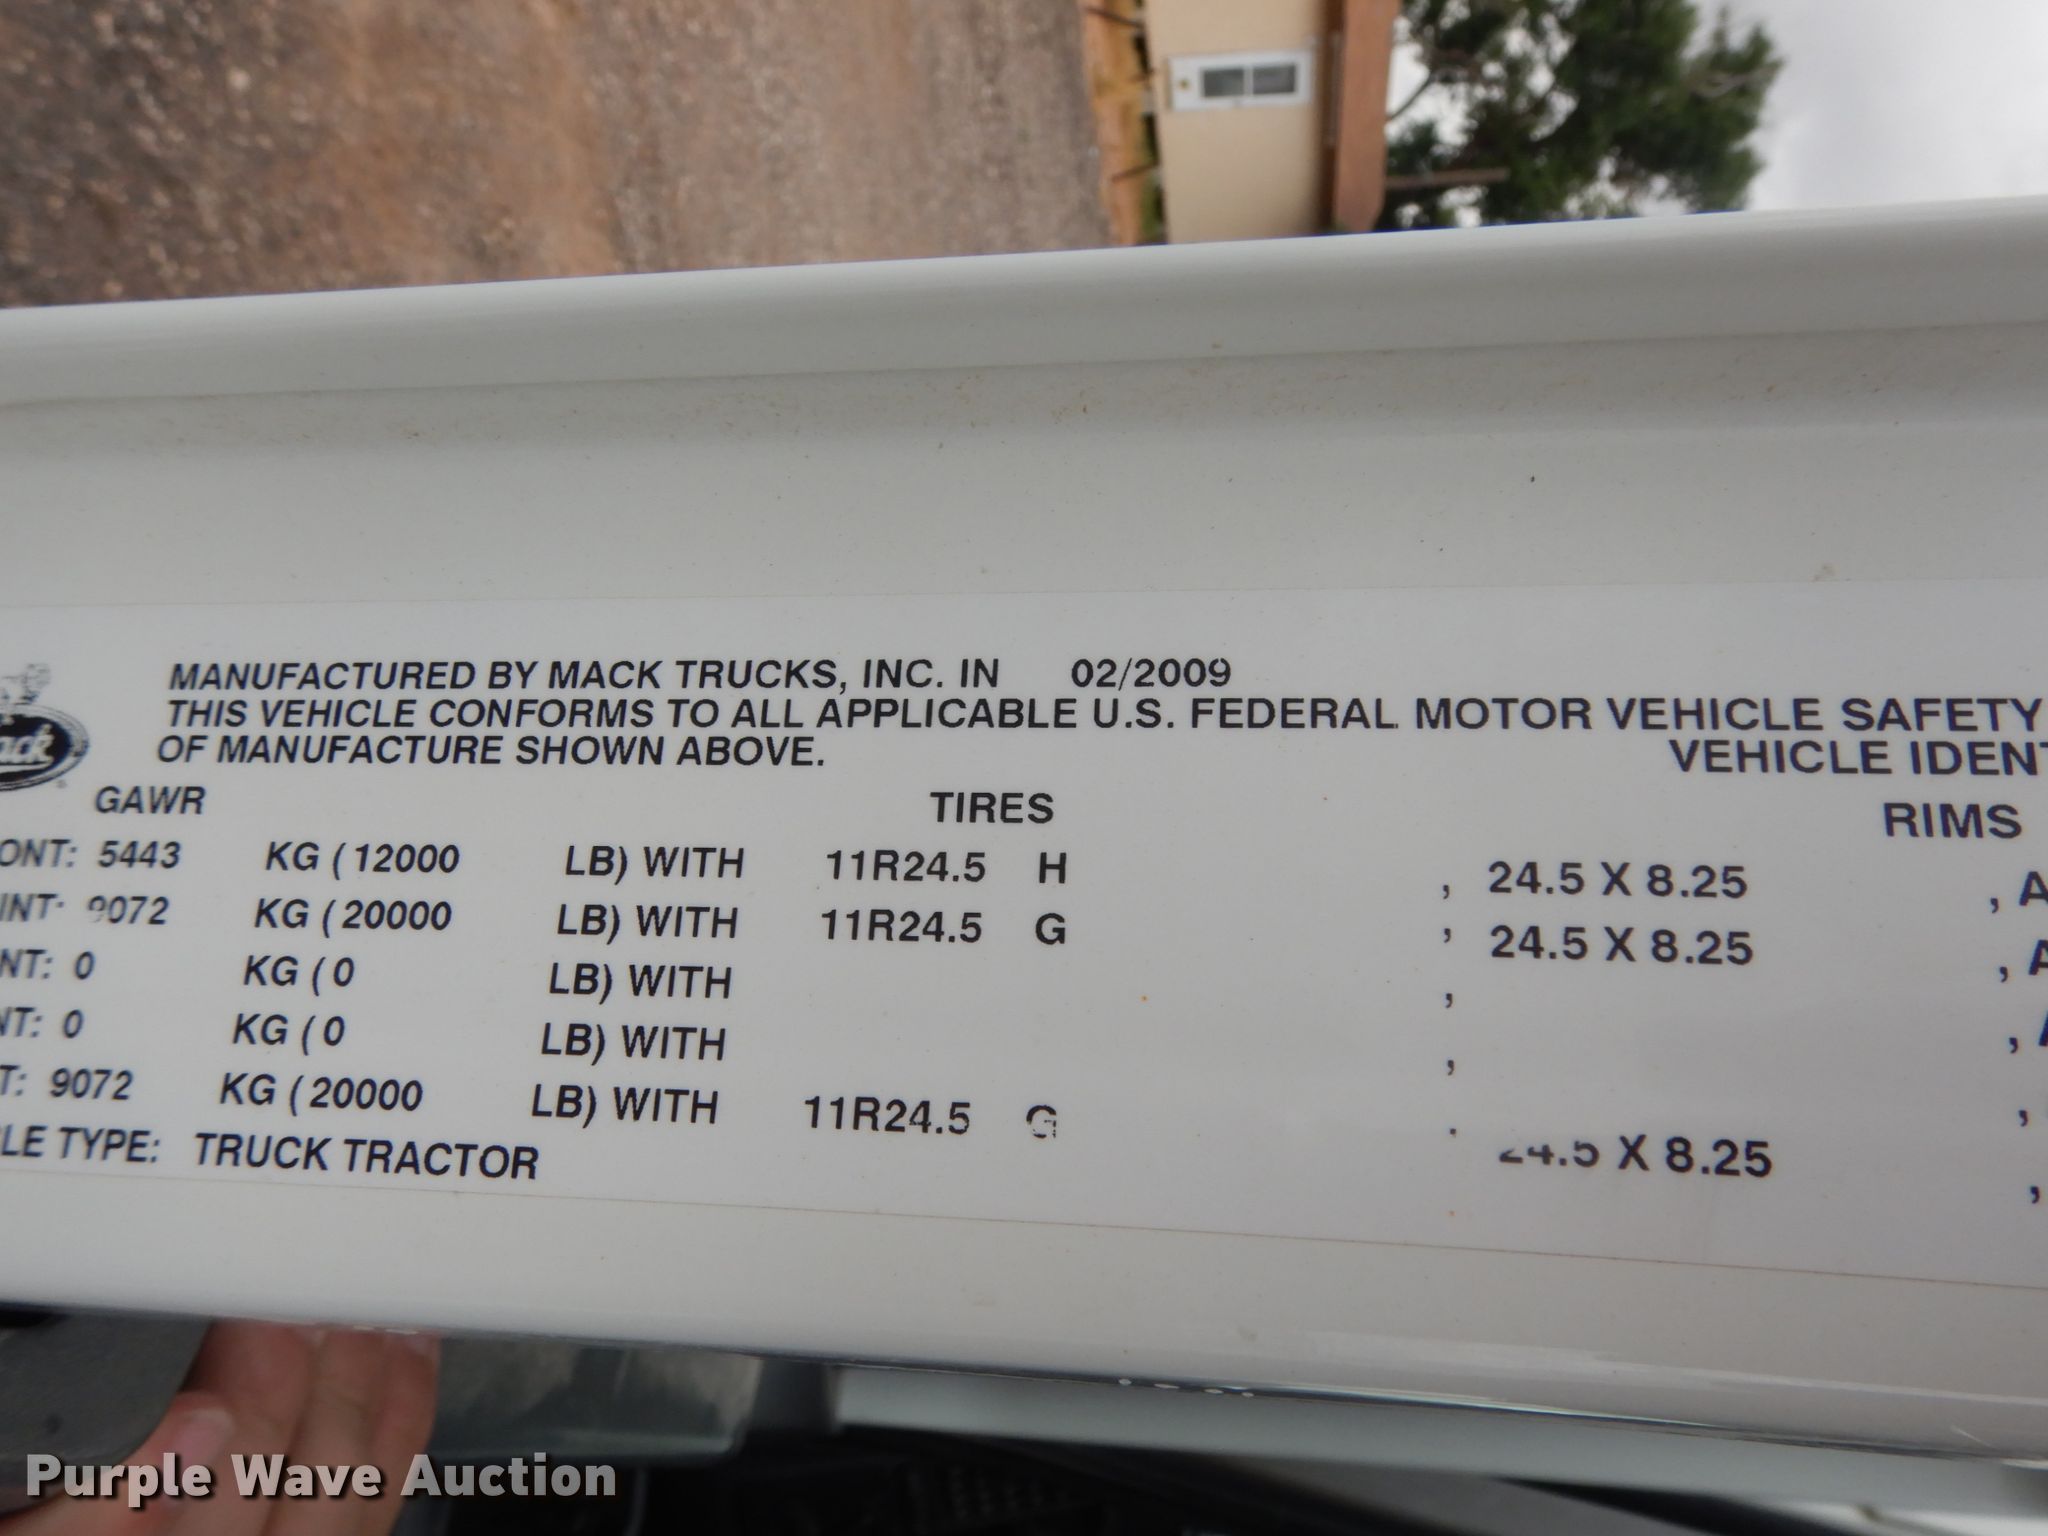 MANUFACTURED BY MACK TRUCKS, INC. IN 02/2009
THIS VEHICLE CONFORMS TO ALL APPLICABLE U.S. FEDERAL MOTOR VEHICLE SAFETY
OF MANUFACTURE SHOWN ABOVE. VEHICLE IDENT
ack
GAWR TIRES RIMS
ONT: 5443 KG (12000 LB) WITH 11R24.5 H , 24.5 X 8.25 , A
INT: 9072 KG (20000 LB) WITH 11R24.5 G , 24.5 X 8.25 , A
NT: 0 KG (0 LB) WITH , , A
NT: 0 KG (0 LB) WITH , ,
T: 9072 KG (20000 LB) WITH 11R24.5 G , 24.5 X 8.25 ,
LE TYPE: TRUCK TRACTOR
Purple Wave Auction